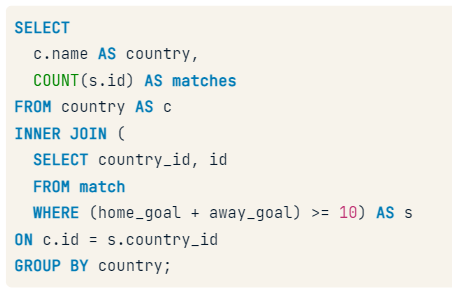 SELECT
c.name AS country,
COUNT(s.id) AS matches
FROM country AS c
INNER JOIN (
SELECT country_id, id
FROM match
WHERE (home_goal + away_goal) >= 10) AS s
ON c.id = s.country_id
GROUP BY country;